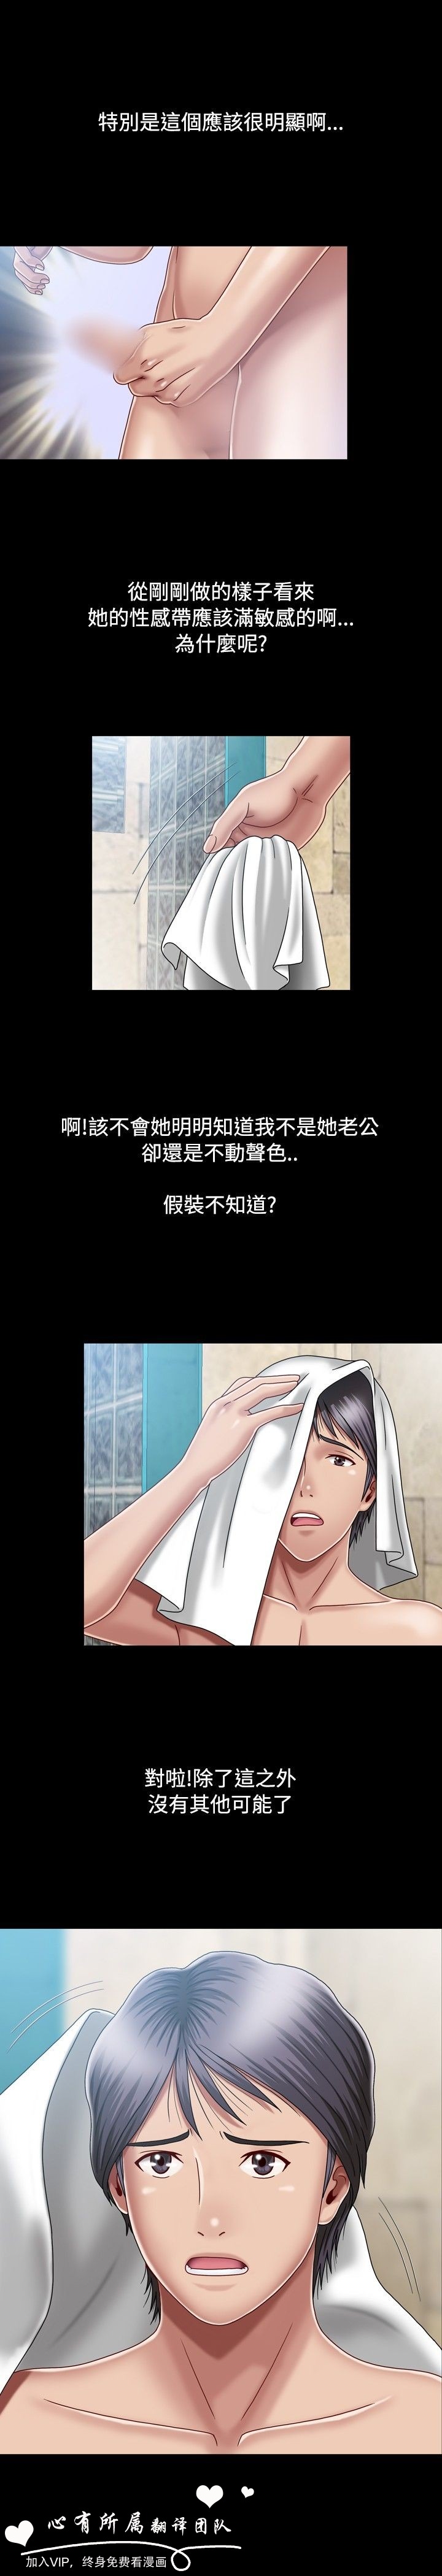 特別是這個應該很明顯啊...
從剛剛做的樣子看來
她的性感帶應該滿敏感的啊...
為什麼呢?
啊!該不會她明明知道我不是她老公
卻還是不動聲色..
假裝不知道?
對啦!除了這之外
沒有其他可能了
心有所属翻译团队
加入VIP，终身免费看漫画